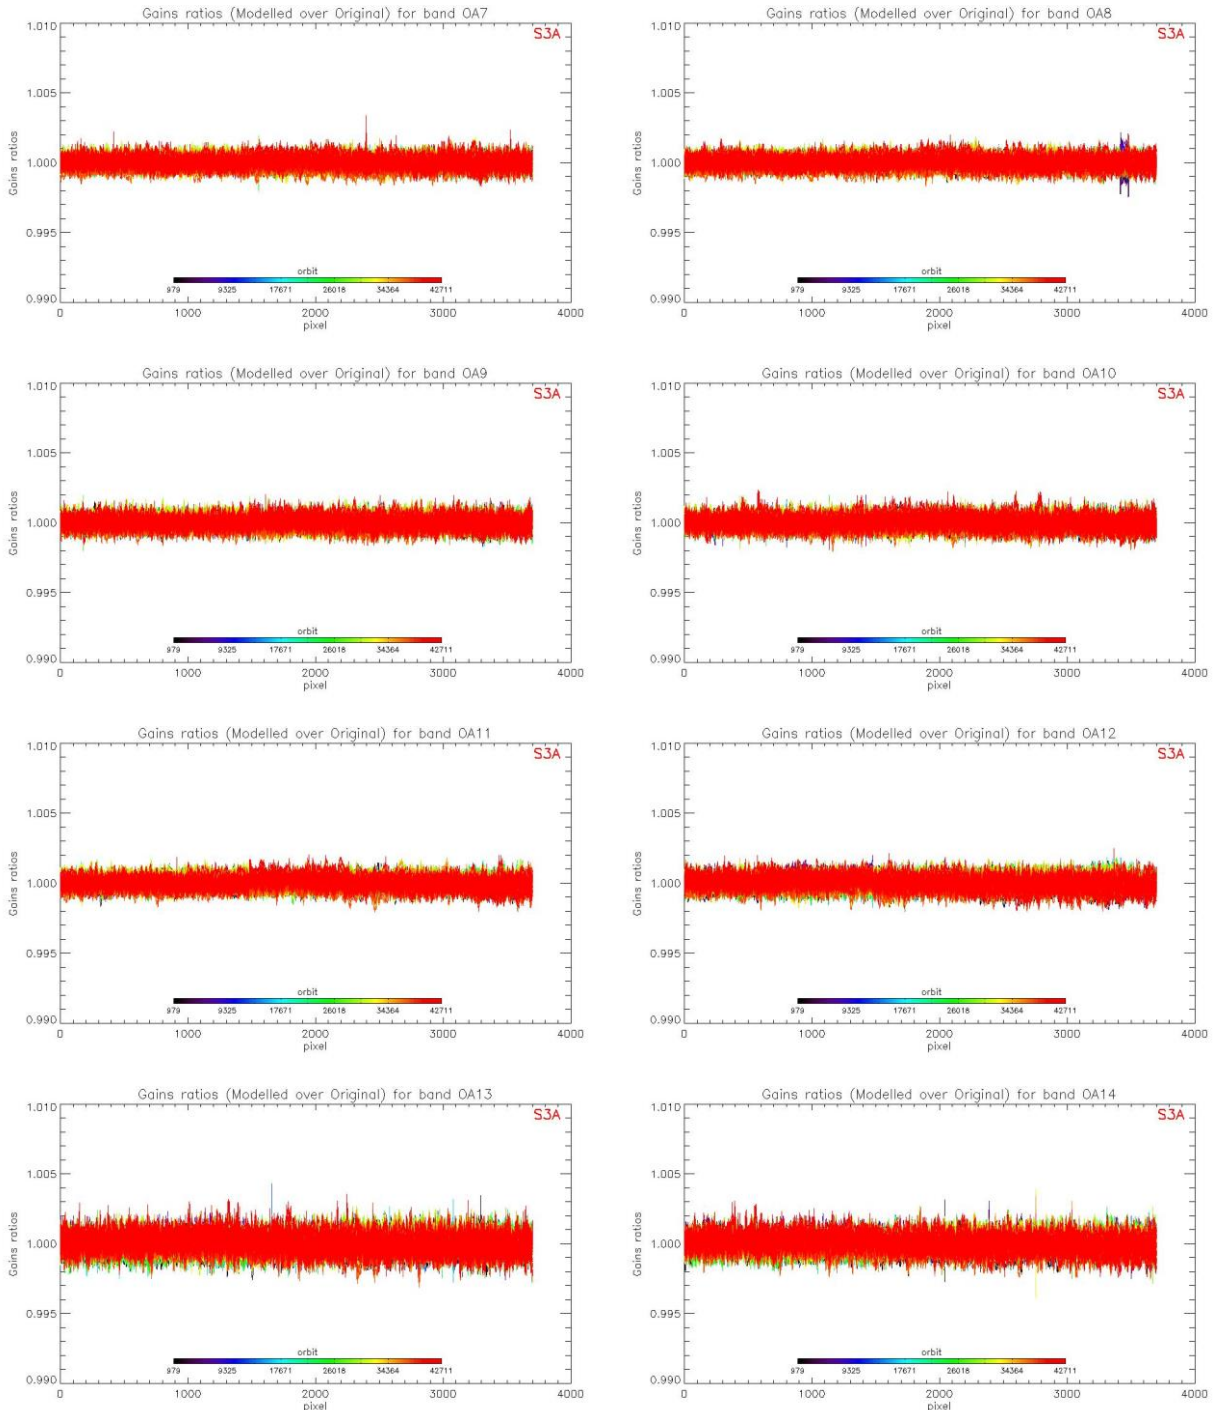 Gains ratios (Modelled over Original) for band OA7
S3A
1.010
1.005
1.000
0.995
0.990
Gains ratios
orbit
979 9325 17671 26018 34364 42711
0 1000 2000 3000 4000
pixel
Gains ratios (Modelled over Original) for band OA8
S3A
1.010
1.005
1.000
0.995
0.990
Gains ratios
orbit
979 9325 17671 26018 34364 42711
0 1000 2000 3000 4000
pixel
Gains ratios (Modelled over Original) for band OA9
S3A
1.010
1.005
1.000
0.995
0.990
Gains ratios
orbit
979 9325 17671 26018 34364 42711
0 1000 2000 3000 4000
pixel
Gains ratios (Modelled over Original) for band OA10
S3A
1.010
1.005
1.000
0.995
0.990
Gains ratios
orbit
979 9325 17671 26018 34364 42711
0 1000 2000 3000 4000
pixel
Gains ratios (Modelled over Original) for band OA11
S3A
1.010
1.005
1.000
0.995
0.990
Gains ratios
orbit
979 9325 17671 26018 34364 42711
0 1000 2000 3000 4000
pixel
Gains ratios (Modelled over Original) for band OA12
S3A
1.010
1.005
1.000
0.995
0.990
Gains ratios
orbit
979 9325 17671 26018 34364 42711
0 1000 2000 3000 4000
pixel
Gains ratios (Modelled over Original) for band OA13
S3A
1.010
1.005
1.000
0.995
0.990
Gains ratios
orbit
979 9325 17671 26018 34364 42711
0 1000 2000 3000 4000
pixel
Gains ratios (Modelled over Original) for band OA14
S3A
1.010
1.005
1.000
0.995
0.990
Gains ratios
orbit
979 9325 17671 26018 34364 42711
0 1000 2000 3000 4000
pixel